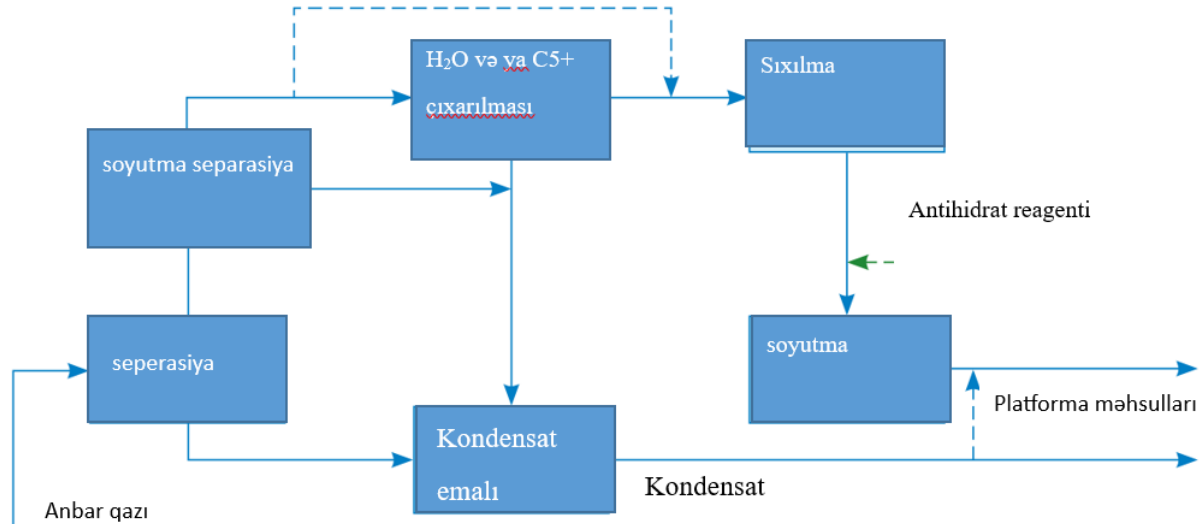 H₂O və ya C5+
çıxarılması
Sıxılma
soyutma separasiya
Antihidrat reagenti
seperasiya
soyutma
Platforma məhsulları
Kondensat
emalı
Kondensat
Anbar qazı